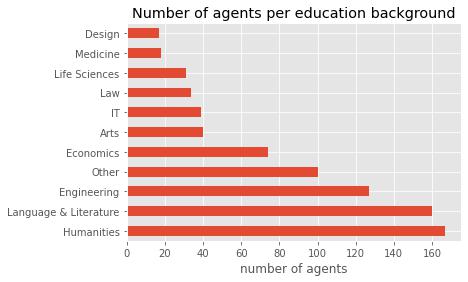 Number of agents per education background
Design
Medicine
Life Sciences
Law
IT
Arts
Economics
Other
Engineering
Language & Literature
Humanities
0 20 40 60 80 100 120 140 160
number of agents